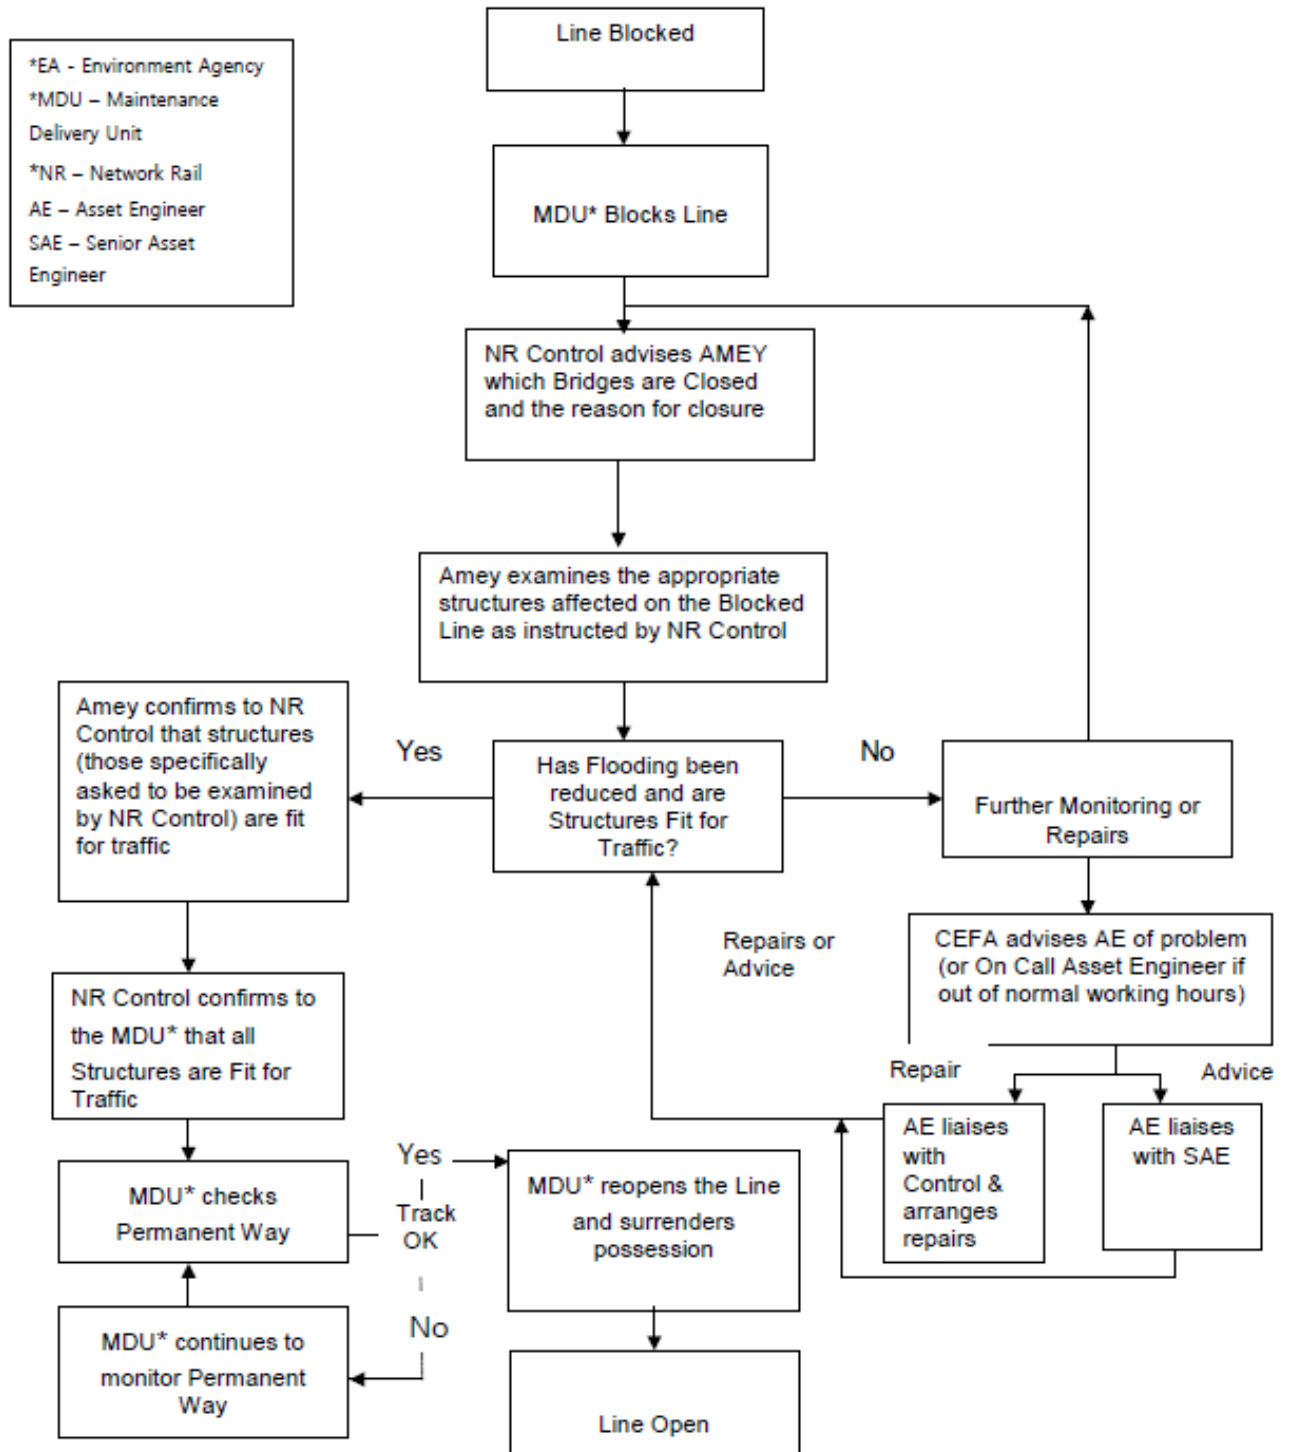 Line Blocked
*EA - Environment Agency
*MDU – Maintenance
Delivery Unit
*NR – Network Rail
AE – Asset Engineer
SAE – Senior Asset
Engineer
MDU* Blocks Line
NR Control advises AMEY
which Bridges are Closed
and the reason for closure
Amey examines the appropriate
structures affected on the Blocked
Line as instructed by NR Control
Amey confirms to NR
Control that structures
(those specifically
asked to be examined
by NR Control) are fit
for traffic
Yes
Has Flooding been
reduced and are
Structures Fit for
Traffic?
No
Further Monitoring or
Repairs
Repairs or
Advice
CEFA advises AE of problem
(or On Call Asset Engineer if
out of normal working hours)
NR Control confirms to
the MDU* that all
Structures are Fit for
Traffic
Repair
Advice
AE liaises
with
Control &
arranges
repairs
AE liaises
with SAE
MDU* checks
Permanent Way
Yes
Track
OK
No
MDU* reopens the Line
and surrenders
possession
MDU* continues to
monitor Permanent
Way
Line Open